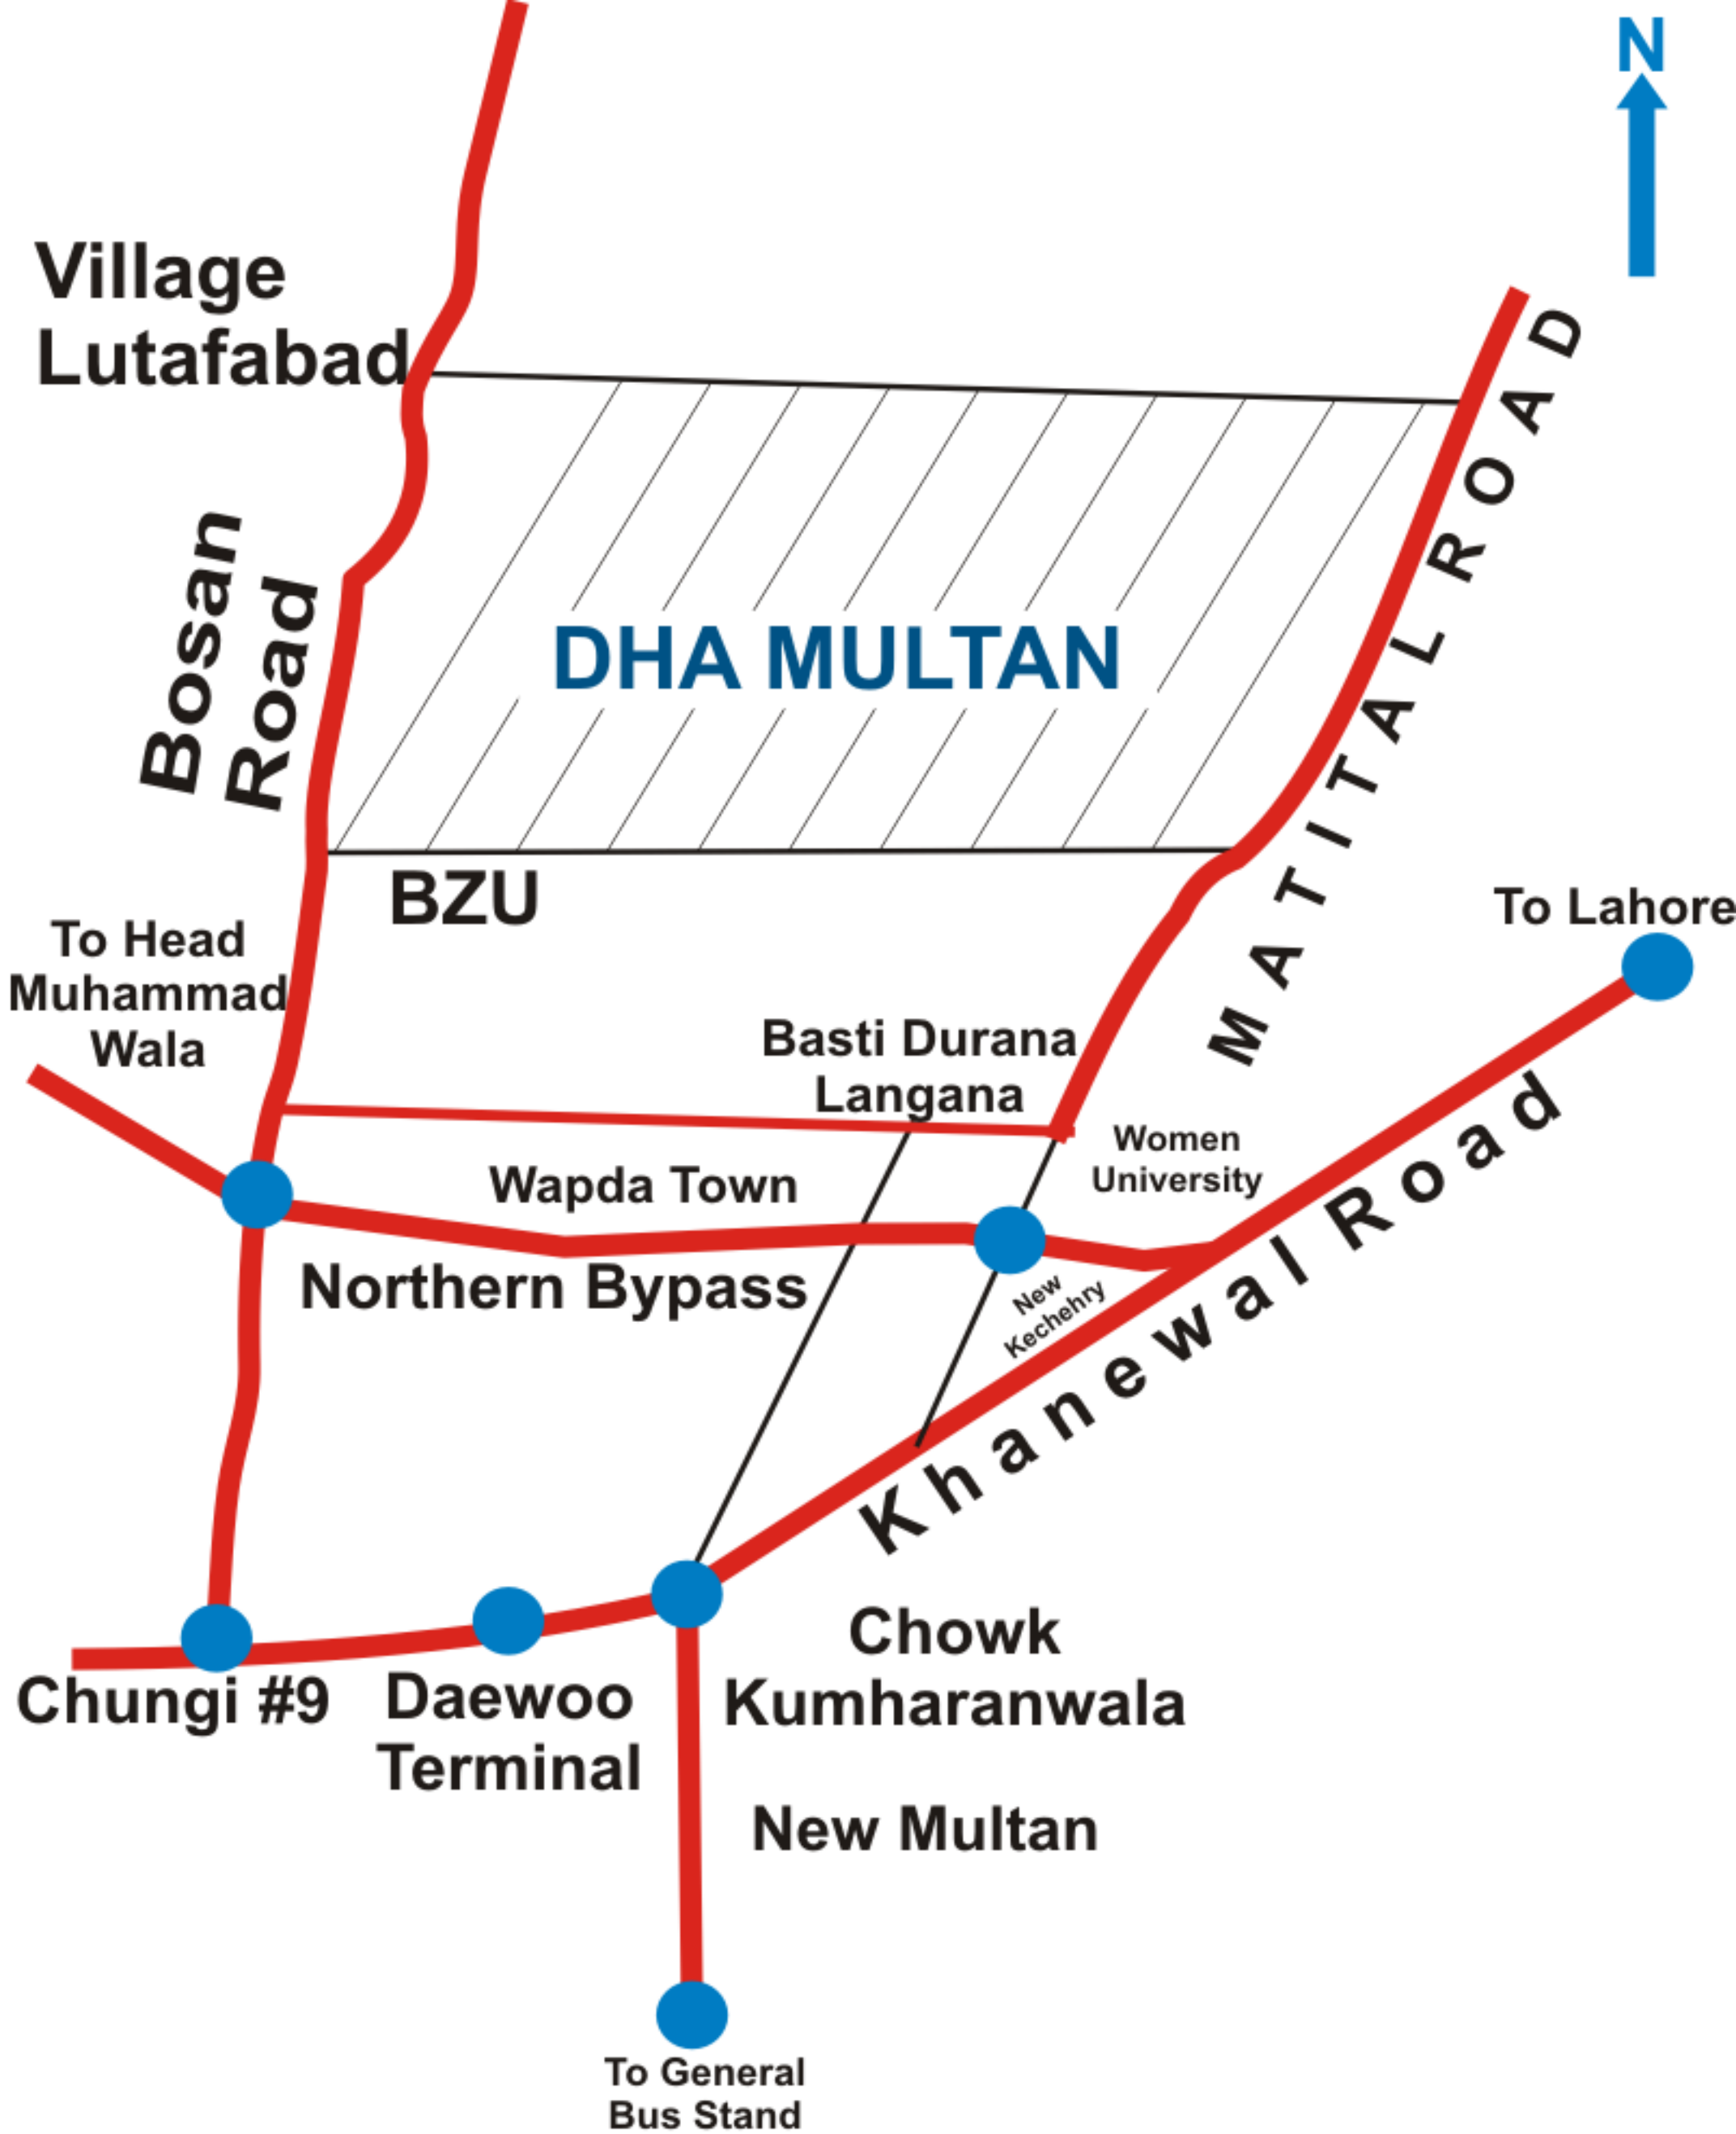 N
Village
Lutafabad
Bosan
Road
DHA MULTAN
MATITAL ROAD
BZU
To Lahore
To Head
Muhammad
Wala
Basti Durana
Langana
Women
University
Wapda Town
Northern Bypass
New
Kechehry
Khanewal Road
Chowk
Kumharanwala
Chungi #9
Daewoo
Terminal
New Multan
To General
Bus Stand